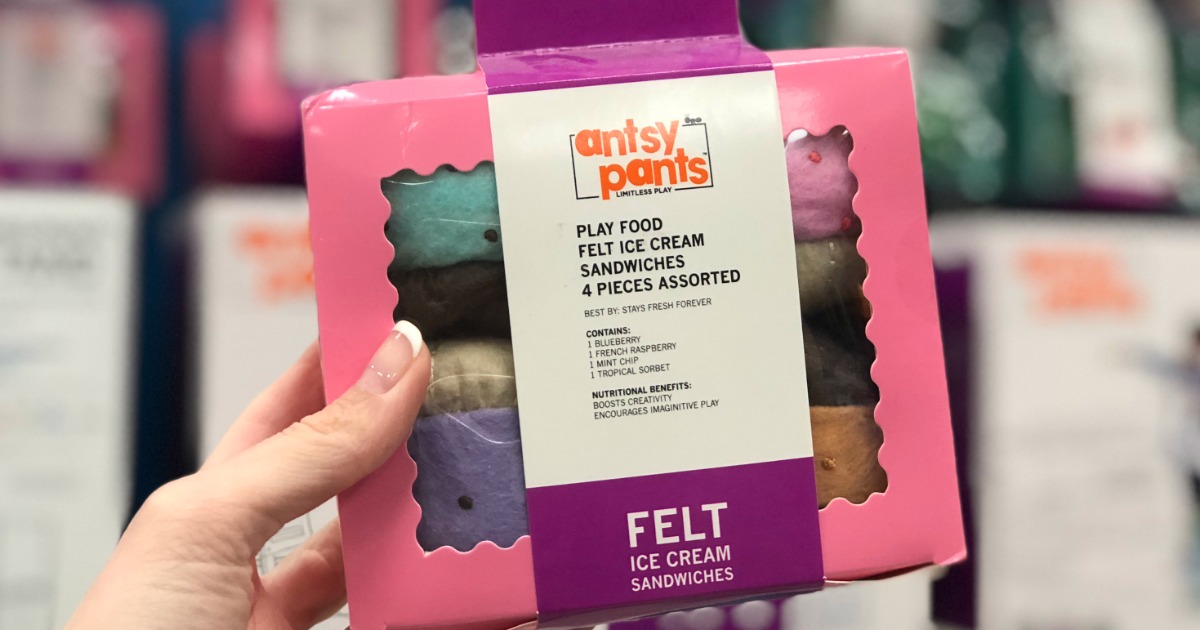 antsy
pants™
LIMITLESS PLAY
PLAY FOOD
FELT ICE CREAM
SANDWICHES
4 PIECES ASSORTED
BEST BY: STAYS FRESH FOREVER
CONTAINS:
1 BLUEBERRY
1 FRENCH RASPBERRY
1 MINT CHIP
1 TROPICAL SORBET
NUTRITIONAL BENEFITS:
BOOSTS CREATIVITY
ENCOURAGES IMAGINITIVE PLAY
FELT
ICE CREAM
SANDWICHES